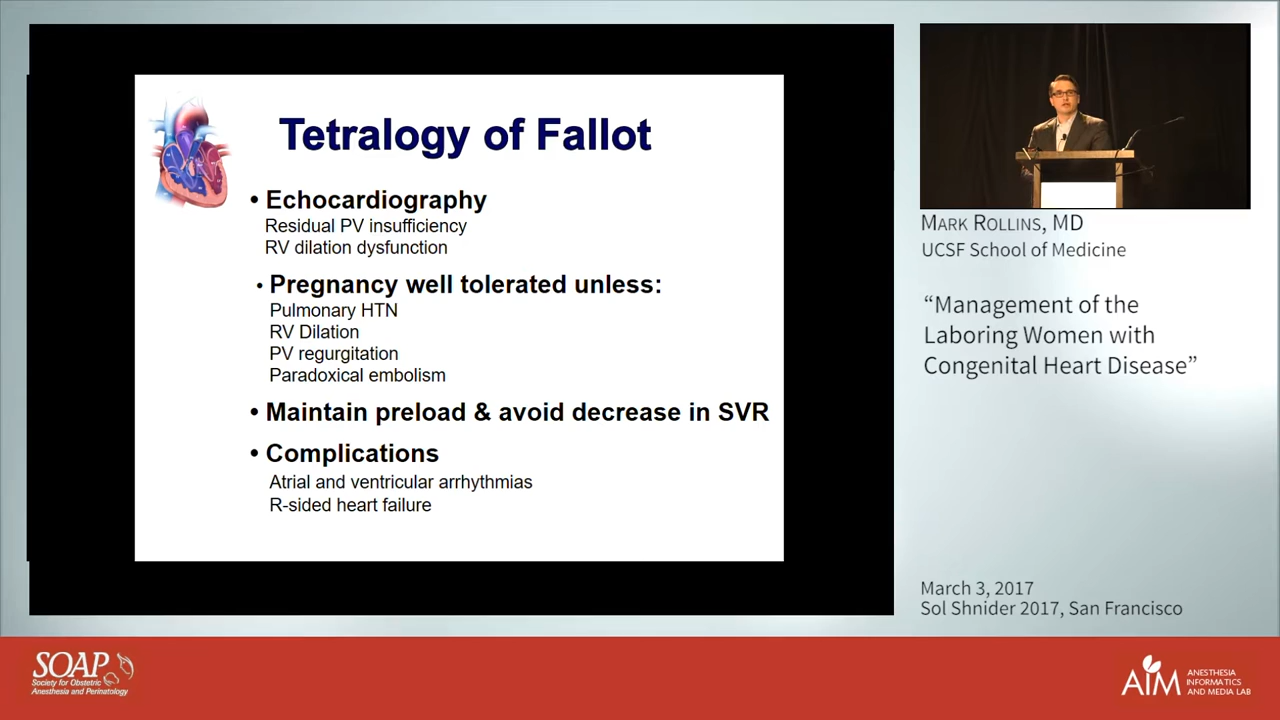 Tetralogy of Fallot
• Echocardiography
Residual PV insufficiency
RV dilation dysfunction
• Pregnancy well tolerated unless:
Pulmonary HTN
RV Dilation
PV regurgitation
Paradoxical embolism
• Maintain preload & avoid decrease in SVR
• Complications
Atrial and ventricular arrhythmias
R-sided heart failure
MARK ROLLINS, MD
UCSF School of Medicine
“Management of the
Laboring Women with
Congenital Heart Disease”
March 3, 2017
Sol Shnider 2017, San Francisco
SOAP
Society for Obstetric
Anesthesia and Perinatology
AIM
ANESTHESIA
INFORMATICS
AND MEDIA LAB